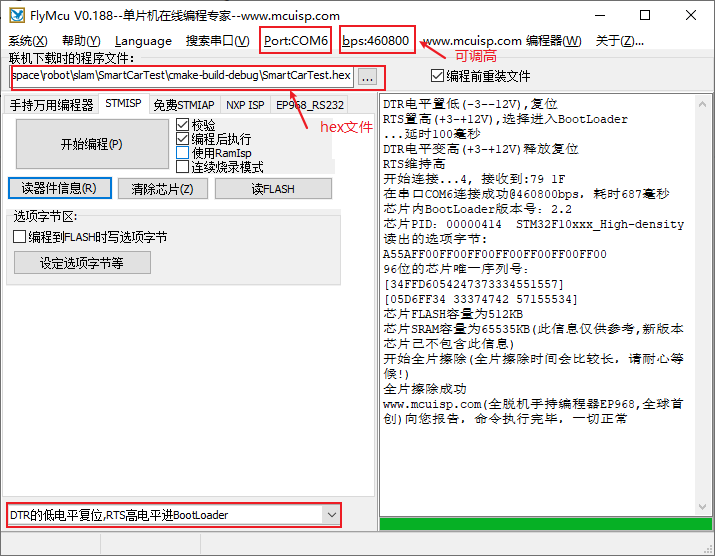 FlyMcu V0.188--单片机在线编程专家--www.mcuisp.com
系统(X) 帮助(Y) Language 搜索串口(V) Port:COM6 bps:460800 www.mcuisp.com 编程器(W) 关于(Z)...
可调高
联机下载时的程序文件:
space\robot\slam\SmartCarTest\cmake-build-debug\SmartCarTest.hex ... 编程前重装文件
hex文件
手持万用编程器 STMISP 免费STMIAP NXP ISP EP968_RS232
开始编程(P)
校验
编程后执行
使用RamIsp
连续烧录模式
读器件信息(R) 清除芯片(Z) 读FLASH
选项字节区:
编程到FLASH时写选项字节
设定选项字节等
DTR的低电平复位,RTS高电平进BootLoader
DTR电平置低(-3--12V),复位
RTS置高(+3-+12V),选择进入BootLoader
...延时100毫秒
DTR电平变高(+3-+12V)释放复位
RTS维持高
开始连接...4, 接收到:79 1F
在串口COM6连接成功@460800bps, 耗时687毫秒
芯片内BootLoader版本号: 2.2
芯片PID: 00000414 STM32F10xxx_High-density
读出的选项字节:
A55AFF00FF00FF00FF00FF00FF00FF00
96位的芯片唯一序列号:
[34FFD6054247373334551557]
[05D6FF34 33374742 57155534]
芯片FLASH容量为512KB
芯片SRAM容量为65535KB(此信息仅供参考,新版本
芯片已不包含此信息)
开始全片擦除(全片擦除时间会比较长, 请耐心等
候!)
全片擦除成功
www.mcuisp.com(全脱机手持编程器EP968,全球首
创)向您报告, 命令执行完毕, 一切正常